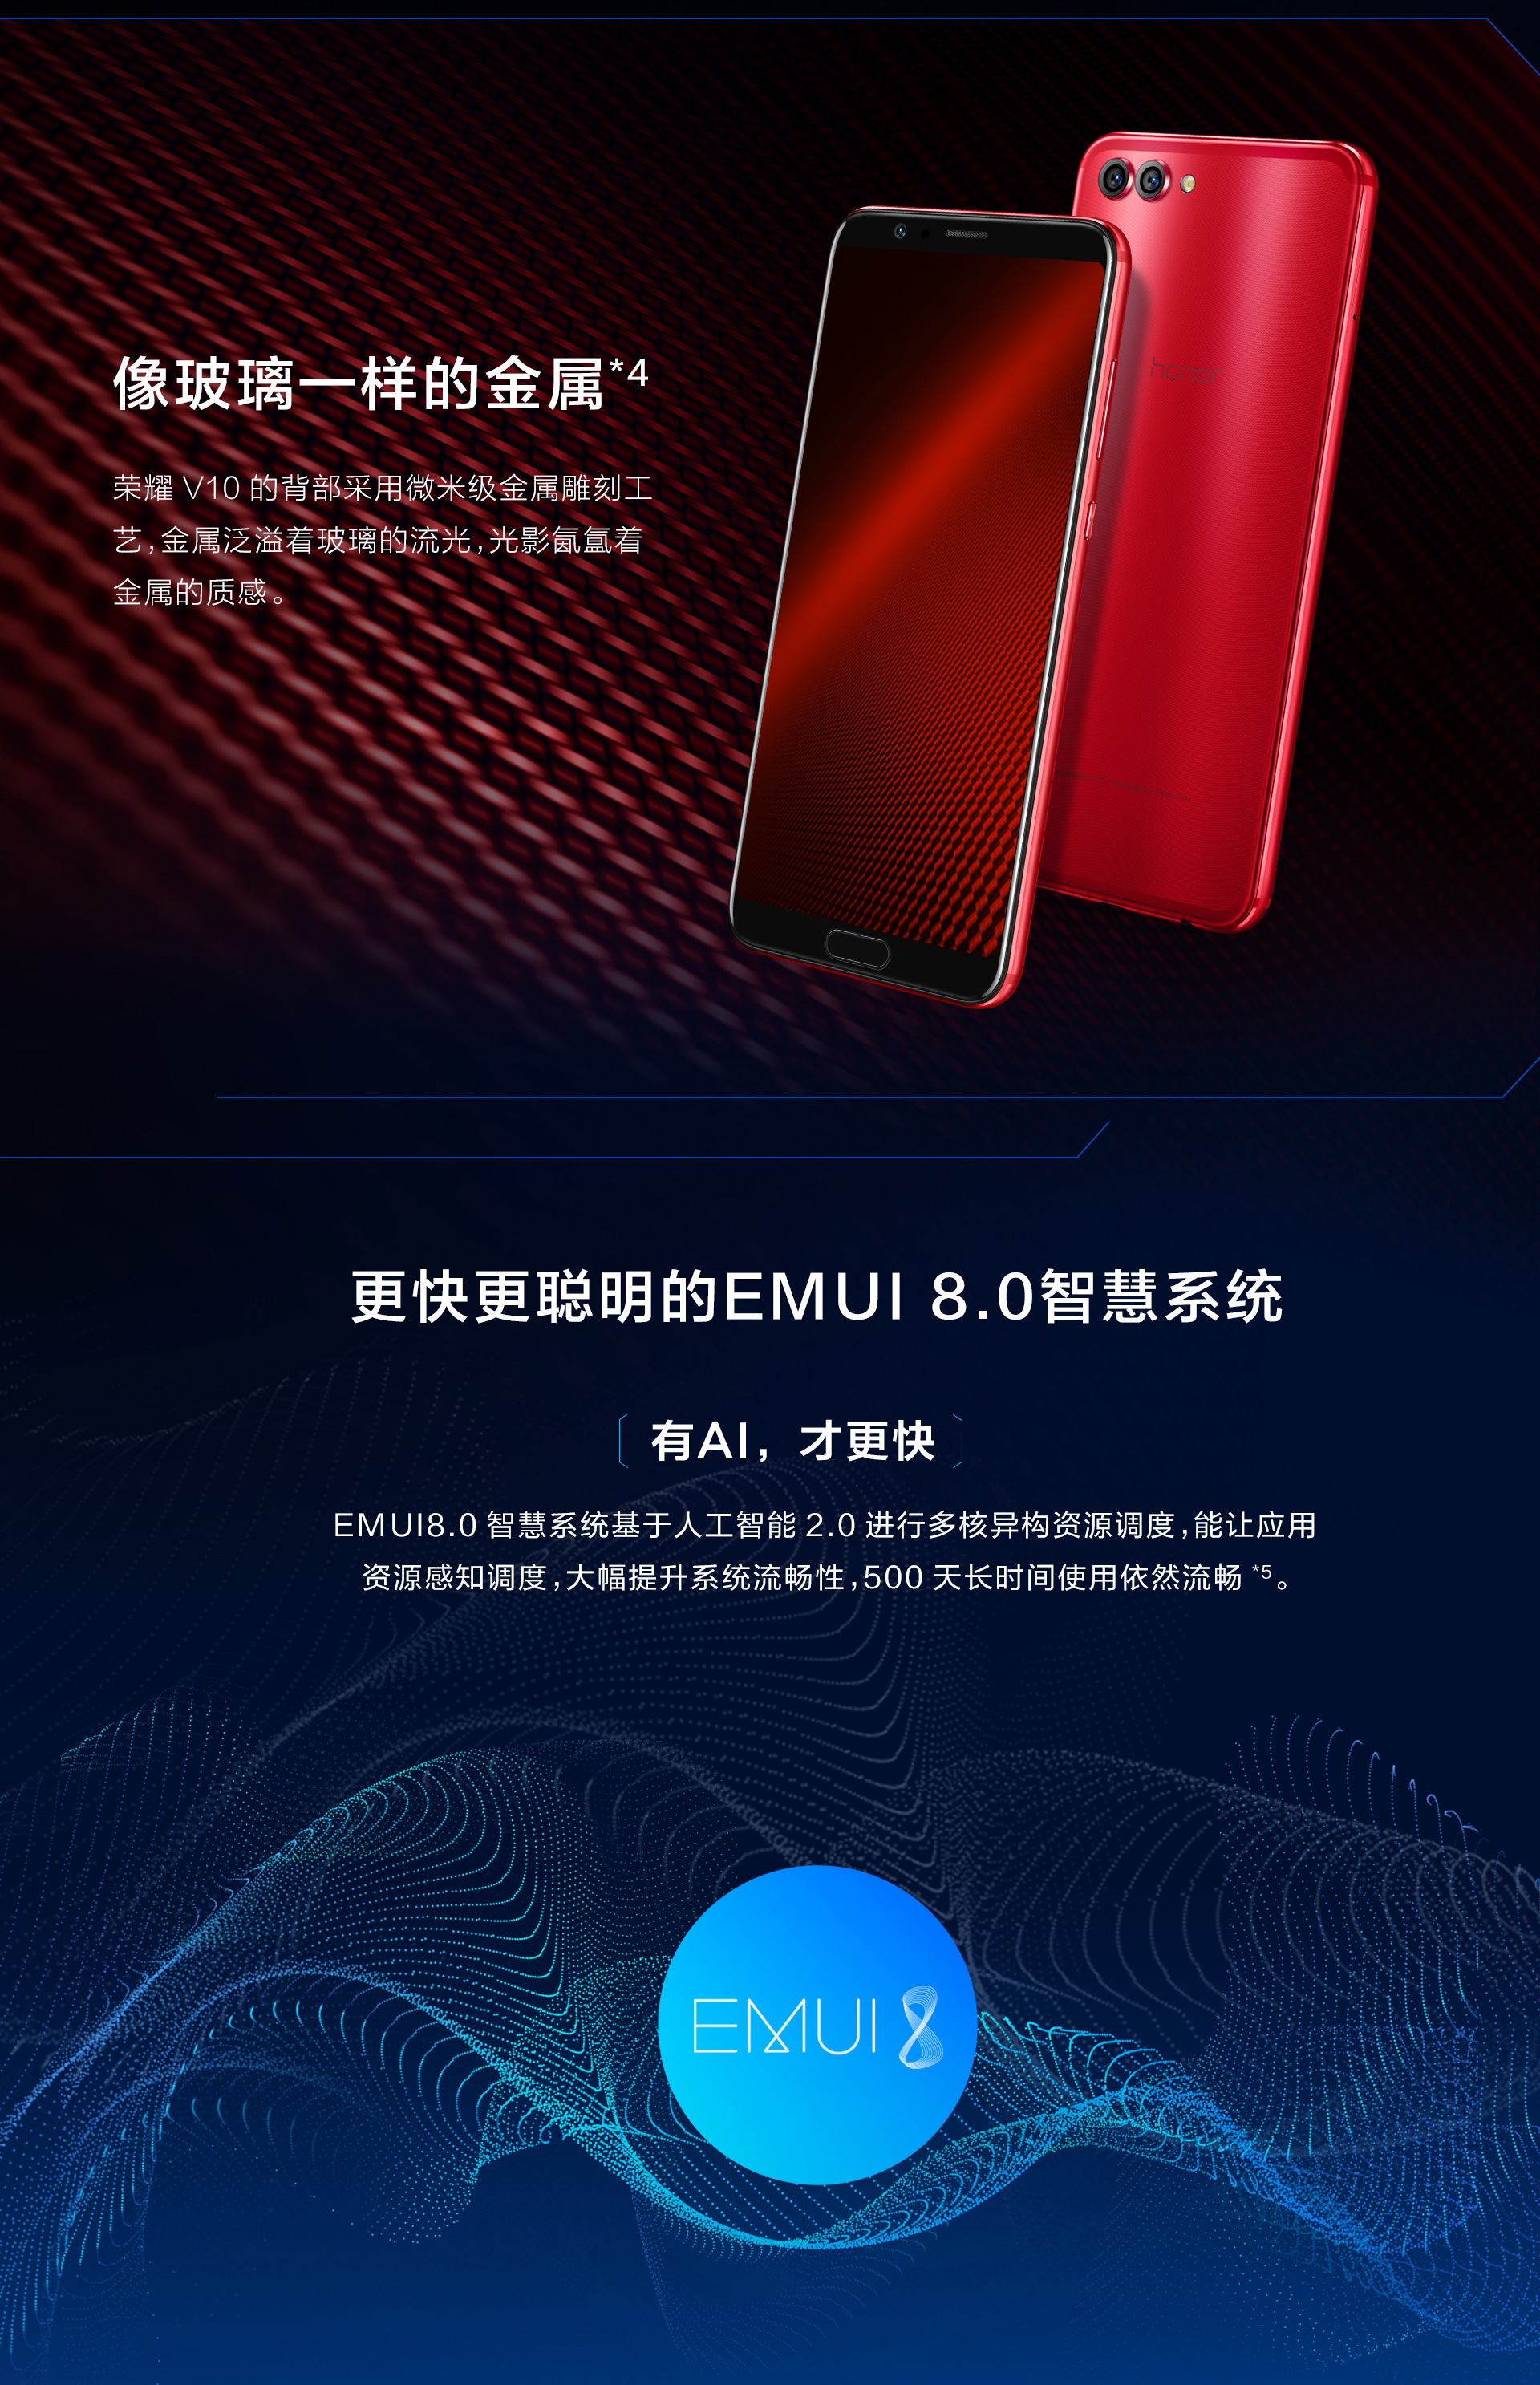 像玻璃一样的金属*4
荣耀 V10 的背部采用微米级金属雕刻工
艺,金属泛溢着玻璃的流光,光影氤氲着
金属的质感。
honor
更快更聪明的EMUI 8.0智慧系统
有AI，才更快
EMUI8.0 智慧系统基于人工智能 2.0 进行多核异构资源调度,能让应用
资源感知调度,大幅提升系统流畅性,500 天长时间使用依然流畅 *5。
EMUI 8